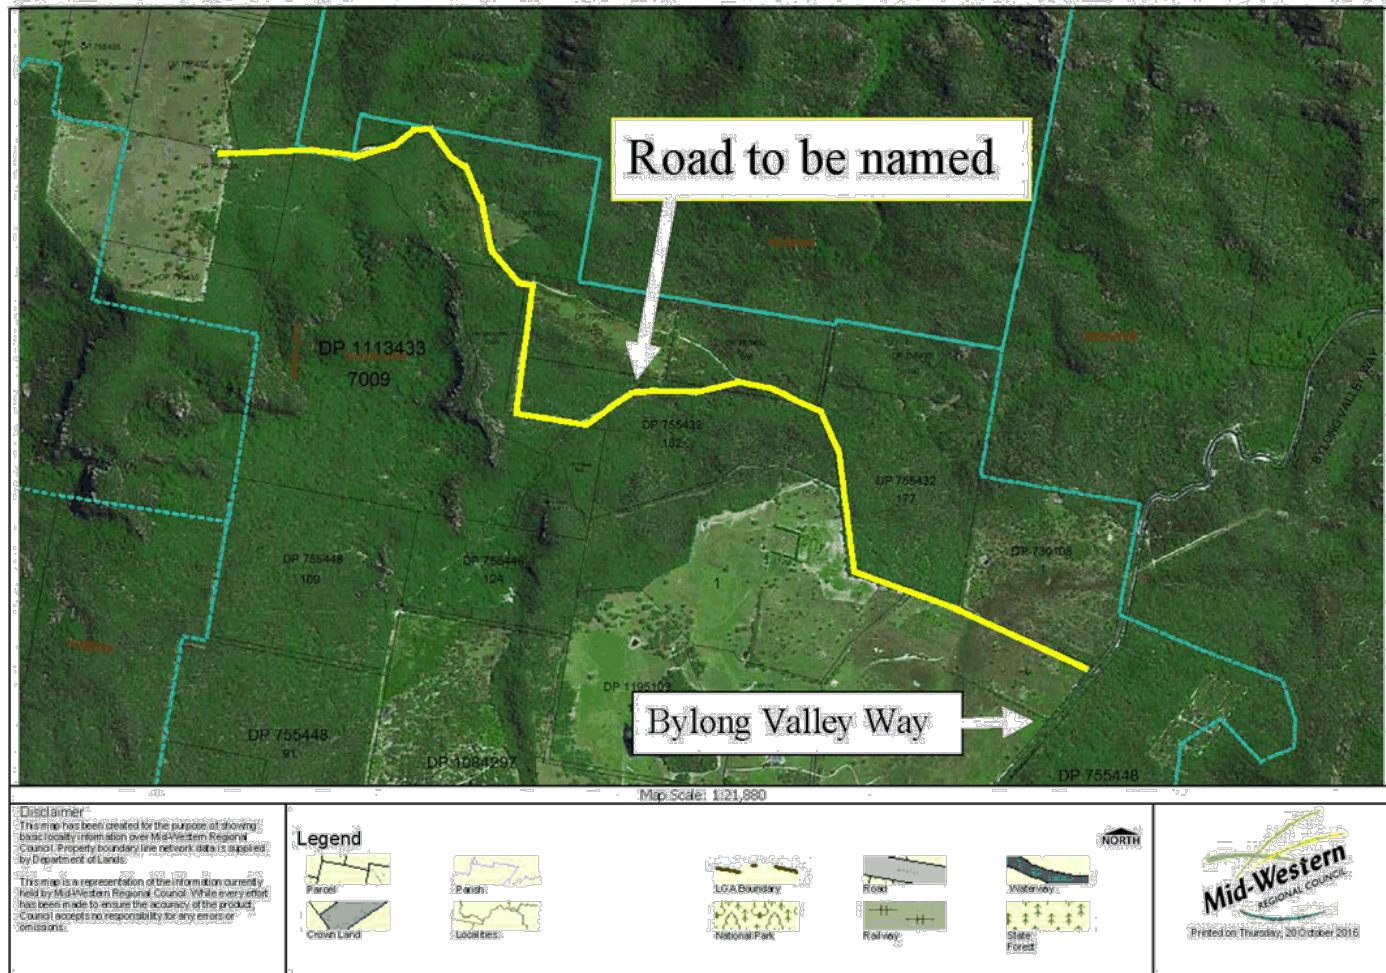 DP 755435
Road to be named
DP 1113433
7009
BYLONG VALLEY WAY
DP 755432
102
DP 755432
177
DP 755448
109
DP 755448
124
DP 730108
1
1
DP 1195109
Bylong Valley Way
DP 755448
91
DP 1084297
DP 755448
Map Scale: 1:21,880
Disclaimer
This map has been created for the purpose of showing
basic locality information over Mid-Western Regional
Council. Property boundary line network data is supplied
by Department of Lands.
This map is a representation of the information currently
held by Mid-Western Regional Council. While every effort
has been made to ensure the accuracy of the product,
Council accepts no responsibility for any errors or
omissions.
Legend
NORTH
Parcel
Parish
LGA Boundary
Road
Waterway
Crown Land
Localities
National Park
Railway
State
Forest
Mid-Western
REGIONAL COUNCIL
Printed on Thursday, 20 October 2016